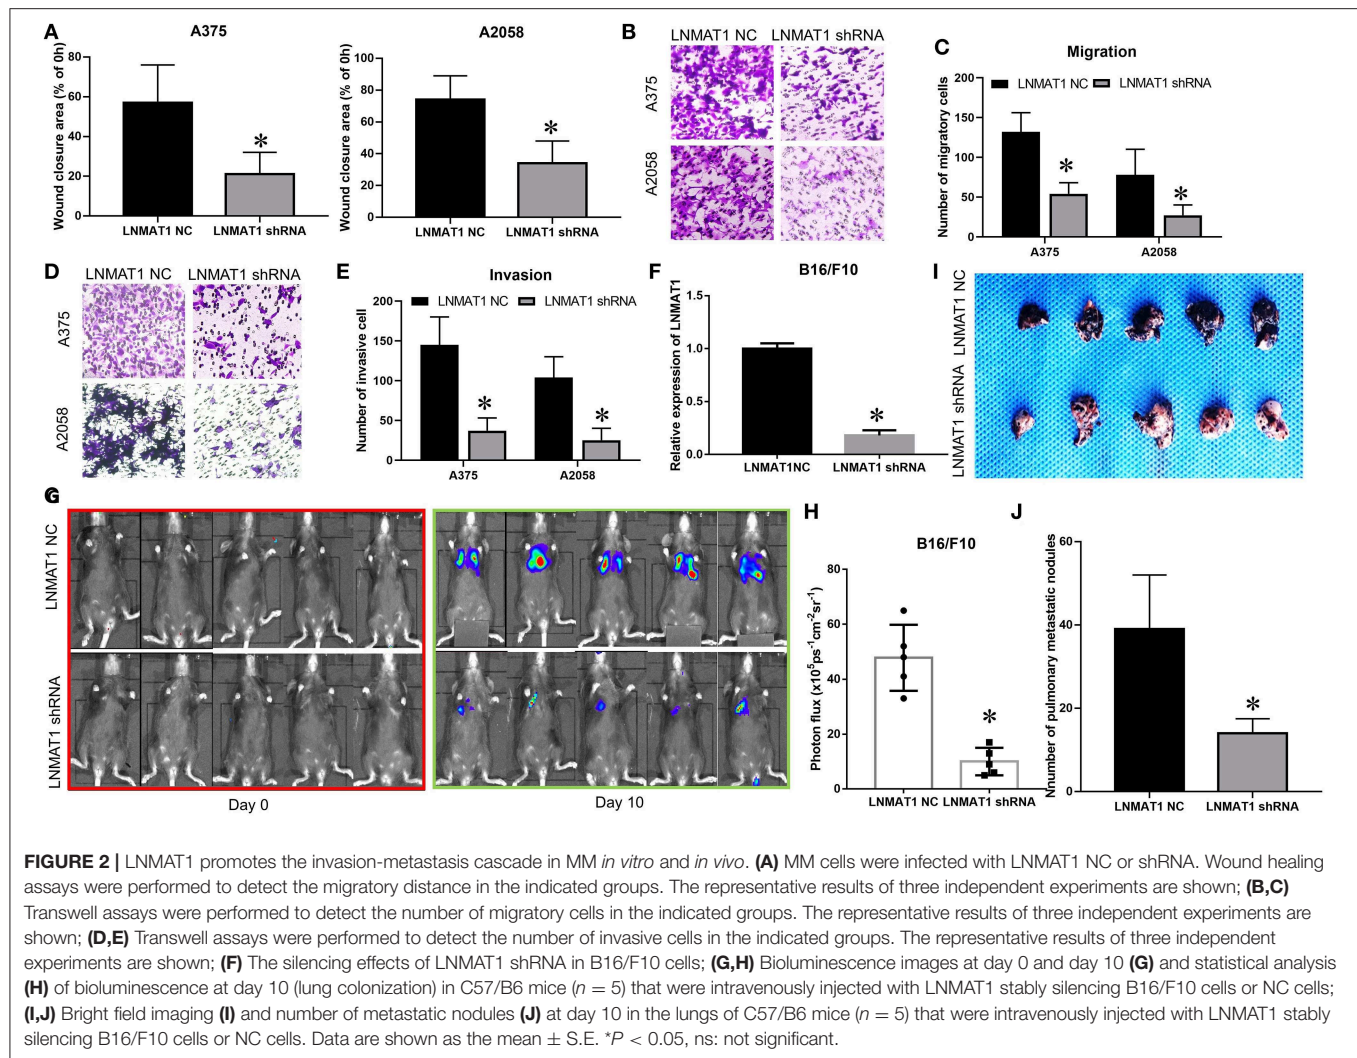 A
A375
Wound closure area (% of 0h)
80
60
40
20
0
*
LNMAT1 NC
LNMAT1 shRNA
A2058
Wound closure area (% of 0h)
100
80
60
40
20
0
*
LNMAT1 NC
LNMAT1 shRNA
B
LNMAT1 NC
LNMAT1 shRNA
A375
A2058
C
Migration
LNMAT1 NC
LNMAT1 shRNA
Number of migratory cells
200
150
100
50
0
*
*
A375
A2058
D
LNMAT1 NC
LNMAT1 shRNA
A375
A2058
E
Invasion
LNMAT1 NC
LNMAT1 shRNA
Number of invasive cell
200
150
100
50
0
*
*
A375
A2058
F
B16/F10
Relative expression of LNMAT1
1.5
1.0
0.5
0.0
*
LNMAT1NC
LNMAT1 shRNA
I
LNMAT1 NC
LNMAT1 shRNA
G
LNMAT1 NC
LNMAT1 shRNA
Day 0
Day 10
H
B16/F10
Photon flux (x10⁵ps⁻¹cm⁻²sr⁻¹)
80
60
40
20
0
*
LNMAT1 NC
LNMAT1 shRNA
J
Nnumber of pulmonary metastatic nodules
60
40
20
0
*
LNMAT1 NC
LNMAT1 shRNA
FIGURE 2 | LNMAT1 promotes the invasion-metastasis cascade in MM in vitro and in vivo. (A) MM cells were infected with LNMAT1 NC or shRNA. Wound healing
assays were performed to detect the migratory distance in the indicated groups. The representative results of three independent experiments are shown; (B,C)
Transwell assays were performed to detect the number of migratory cells in the indicated groups. The representative results of three independent experiments are
shown; (D,E) Transwell assays were performed to detect the number of invasive cells in the indicated groups. The representative results of three independent
experiments are shown; (F) The silencing effects of LNMAT1 shRNA in B16/F10 cells; (G,H) Bioluminescence images at day 0 and day 10 (G) and statistical analysis
(H) of bioluminescence at day 10 (lung colonization) in C57/B6 mice (n = 5) that were intravenously injected with LNMAT1 stably silencing B16/F10 cells or NC cells;
(I,J) Bright field imaging (I) and number of metastatic nodules (J) at day 10 in the lungs of C57/B6 mice (n = 5) that were intravenously injected with LNMAT1 stably
silencing B16/F10 cells or NC cells. Data are shown as the mean ± S.E. *P < 0.05, ns: not significant.